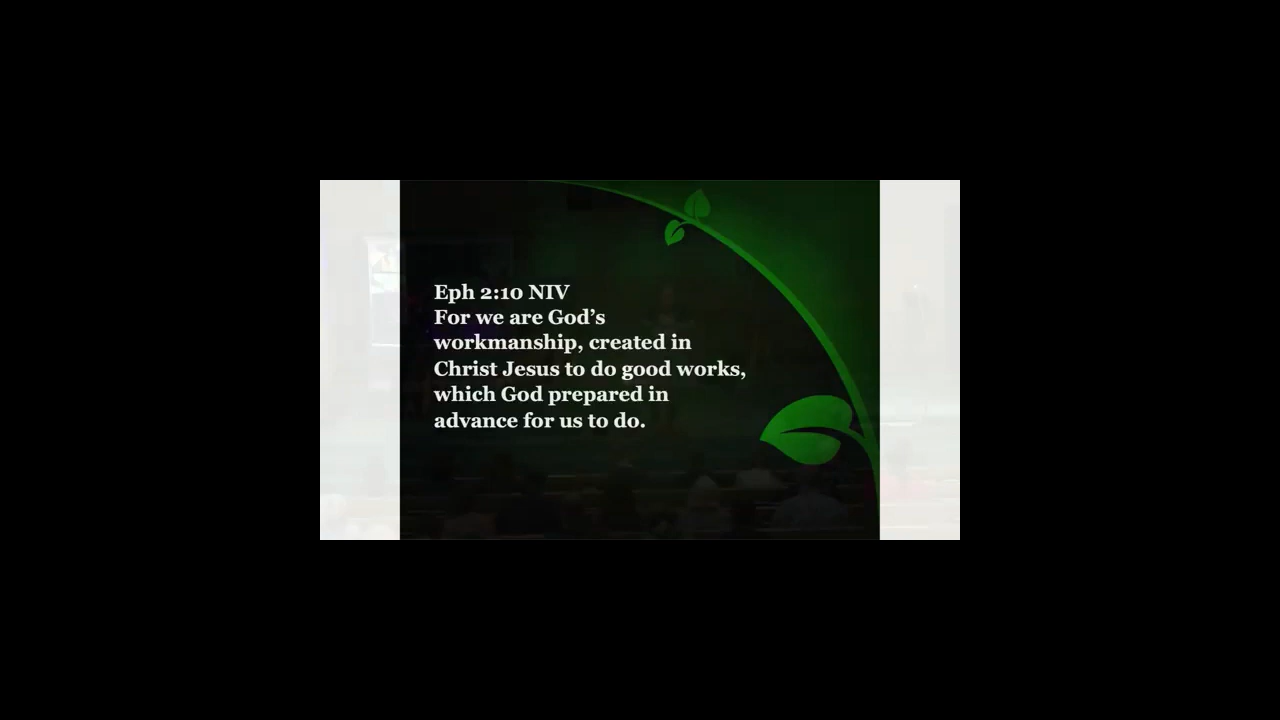 Eph 2:10 NIV
For we are God’s
workmanship, created in
Christ Jesus to do good works,
which God prepared in
advance for us to do.